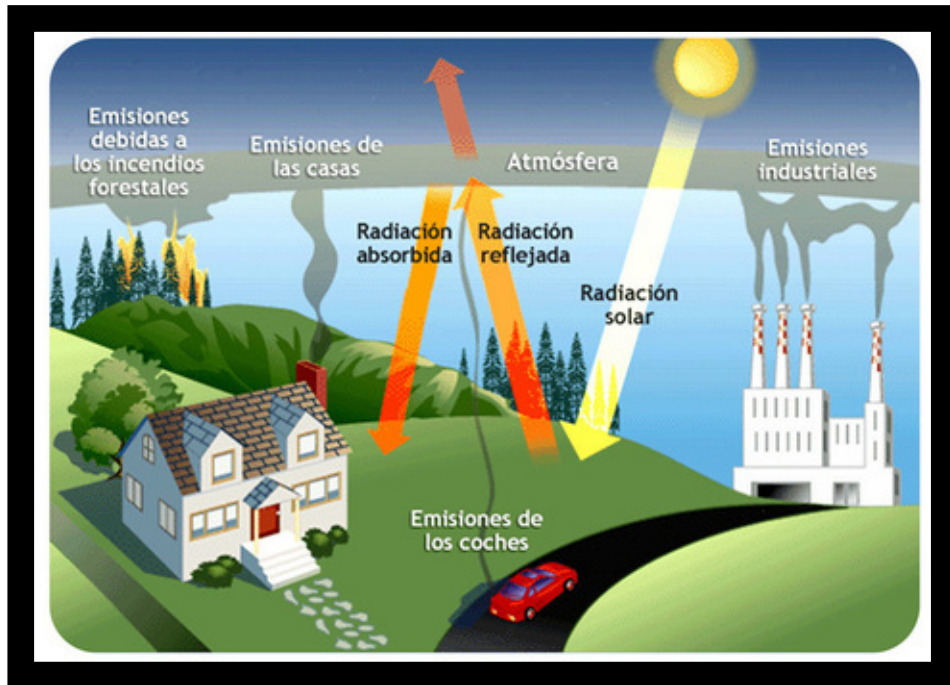 Emisiones
debidas a
los incendios
forestales
Emisiones de
las casas
Atmósfera
Emisiones
industriales
Radiación
absorbida
Radiación
reflejada
Radiación
solar
Emisiones de
los coches